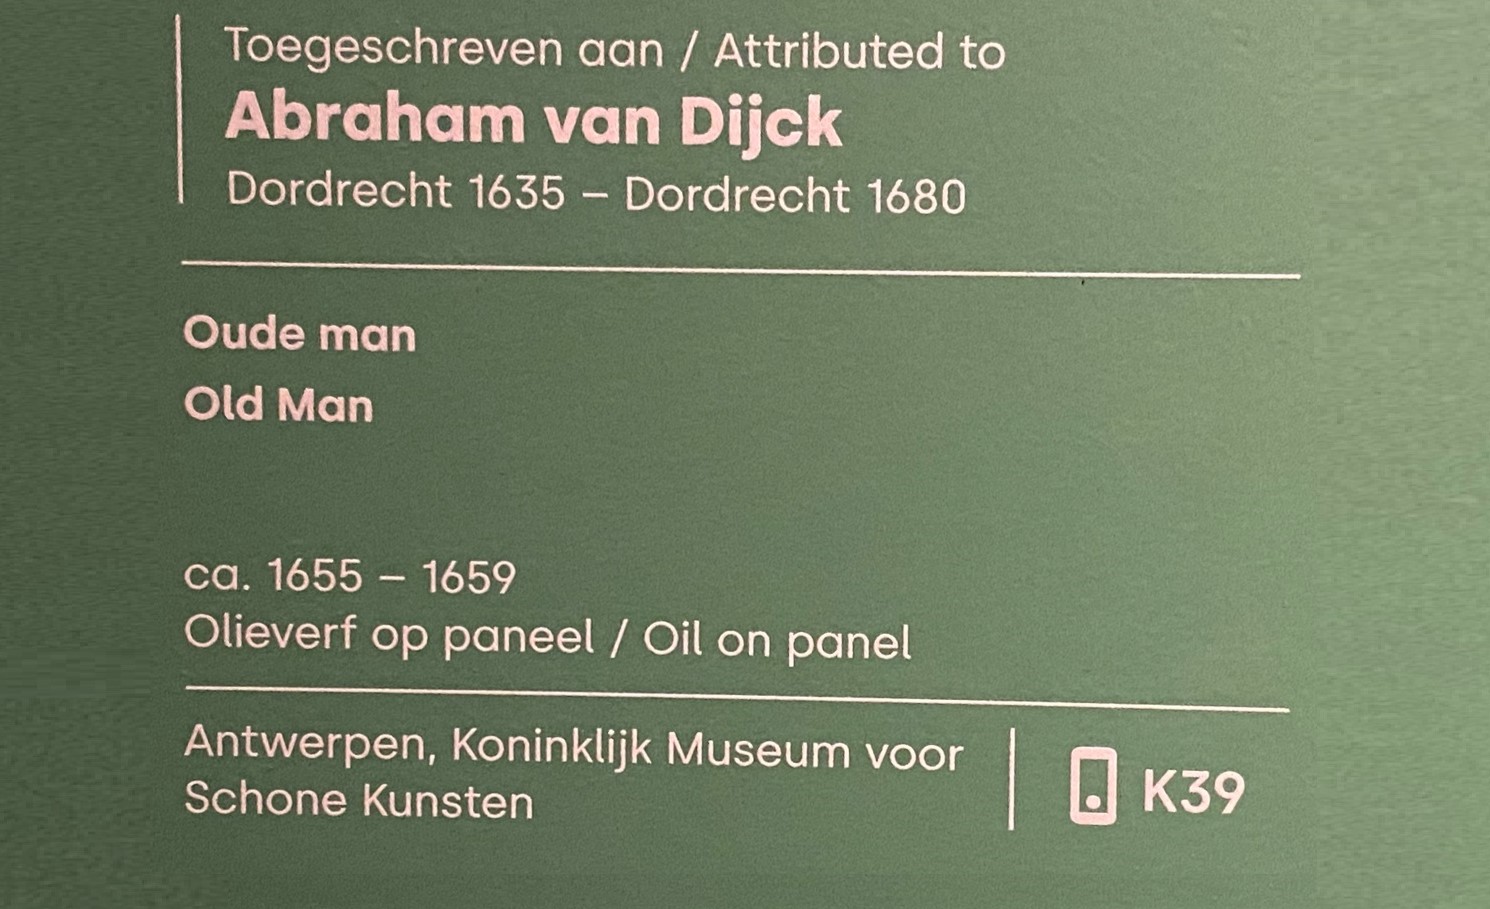 Toegeschreven aan / Attributed to
Abraham van Dijck
Dordrecht 1635 – Dordrecht 1680
Oude man
Old Man
ca. 1655 – 1659
Olieverf op paneel / Oil on panel
Antwerpen, Koninklijk Museum voor
Schone Kunsten
K39